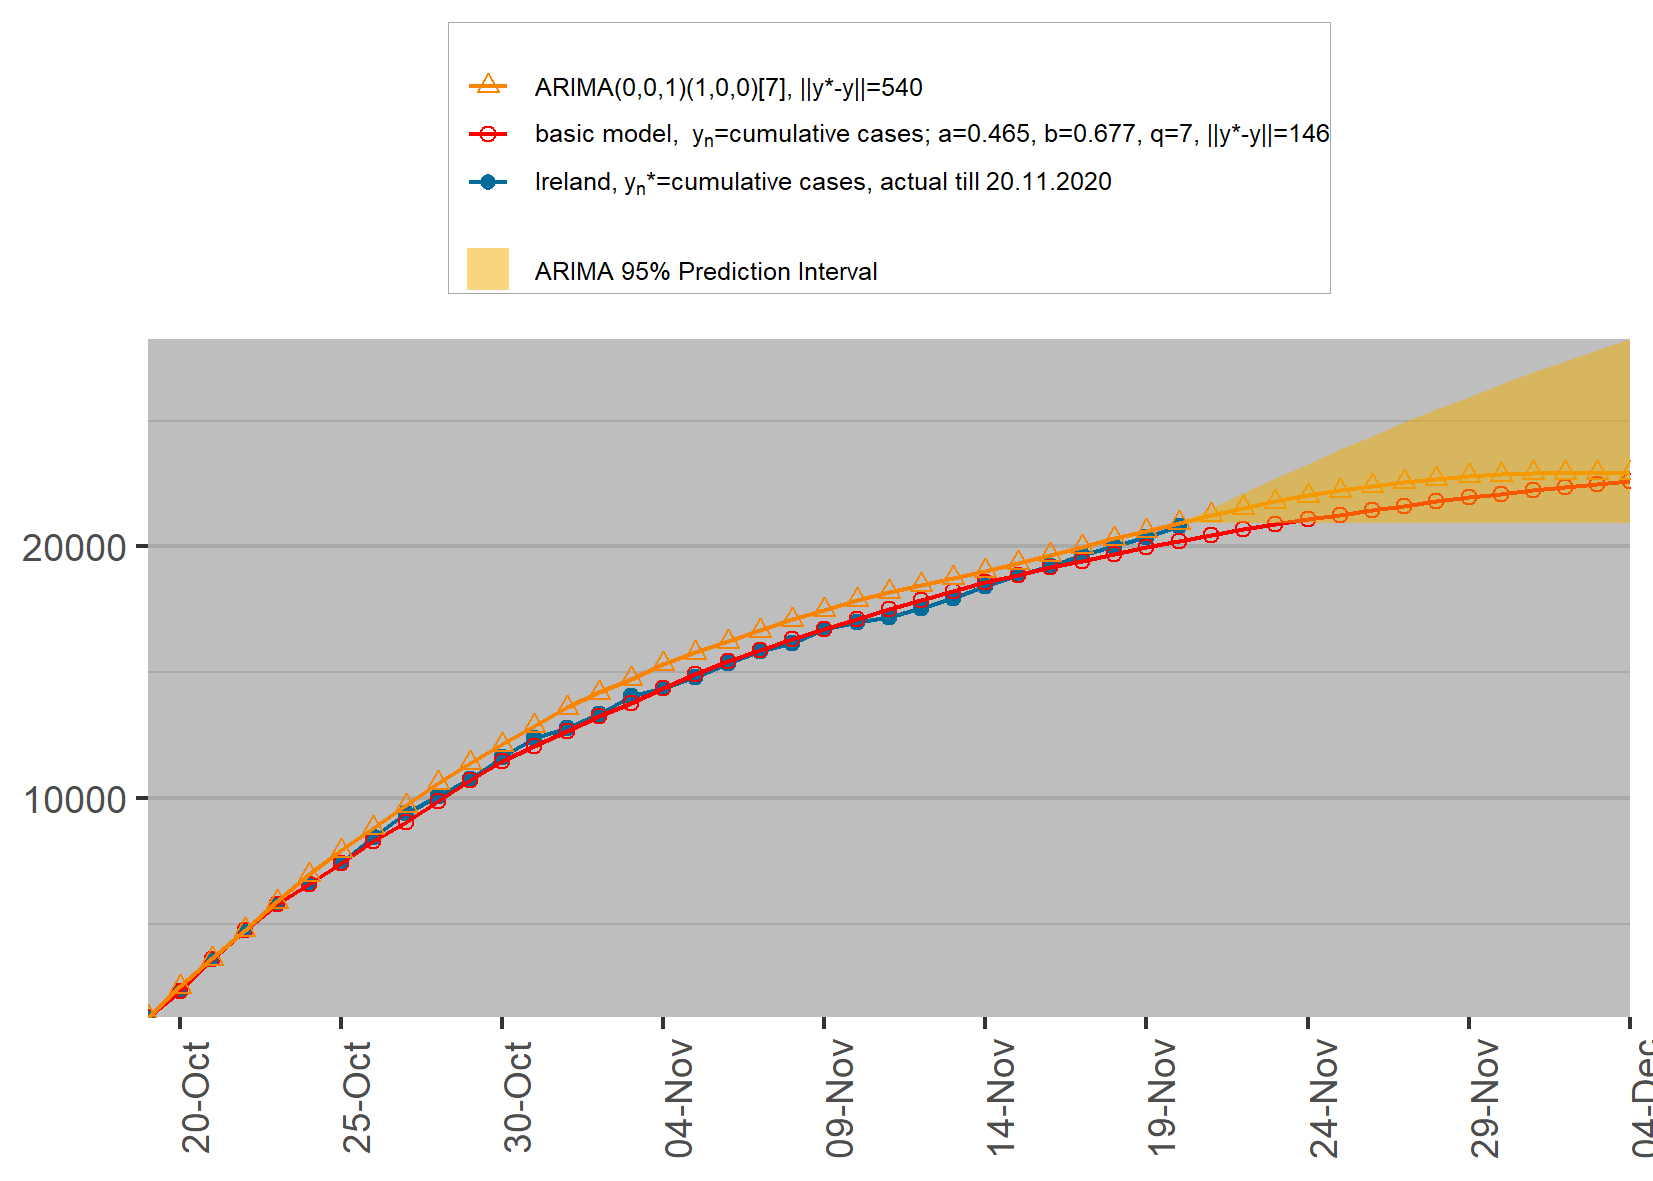 ARIMA(0,0,1)(1,0,0)[7], ||y*-y||=540
basic model, yn=cumulative cases; a=0.465, b=0.677, q=7, ||y*-y||=146
Ireland, yn*=cumulative cases, actual till 20.11.2020
ARIMA 95% Prediction Interval
20000
10000
20-Oct
25-Oct
30-Oct
04-Nov
09-Nov
14-Nov
19-Nov
24-Nov
29-Nov
04-Dec